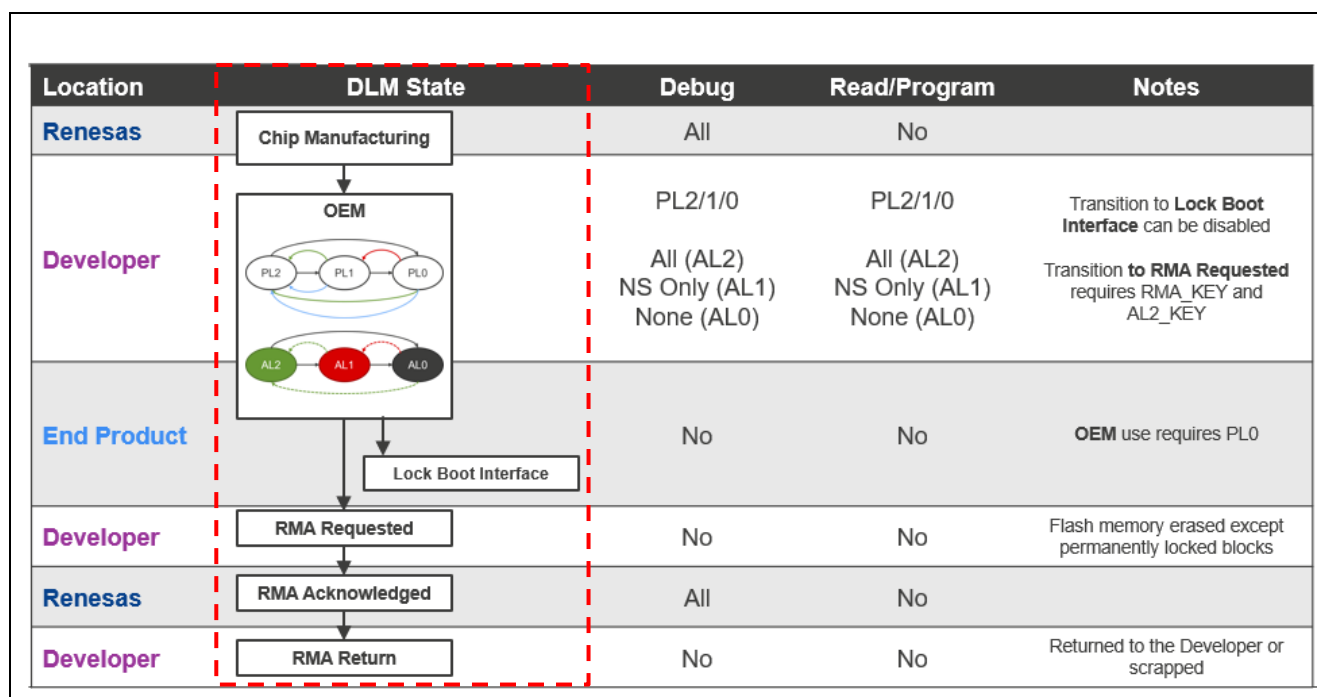 Location DLM State Debug Read/Program Notes
Renesas Chip Manufacturing All No
Developer
OEM
PL2 PL1 PL0
AL2 AL1 AL0
PL2/1/0
All (AL2)
NS Only (AL1)
None (AL0)
PL2/1/0
All (AL2)
NS Only (AL1)
None (AL0)
Transition to Lock Boot
Interface can be disabled
Transition to RMA Requested
requires RMA_KEY and
AL2_KEY
End Product No No OEM use requires PL0
Lock Boot Interface
Developer RMA Requested No No
Flash memory erased except
permanently locked blocks
Renesas RMA Acknowledged All No
Developer RMA Return No No
Returned to the Developer or
scrapped